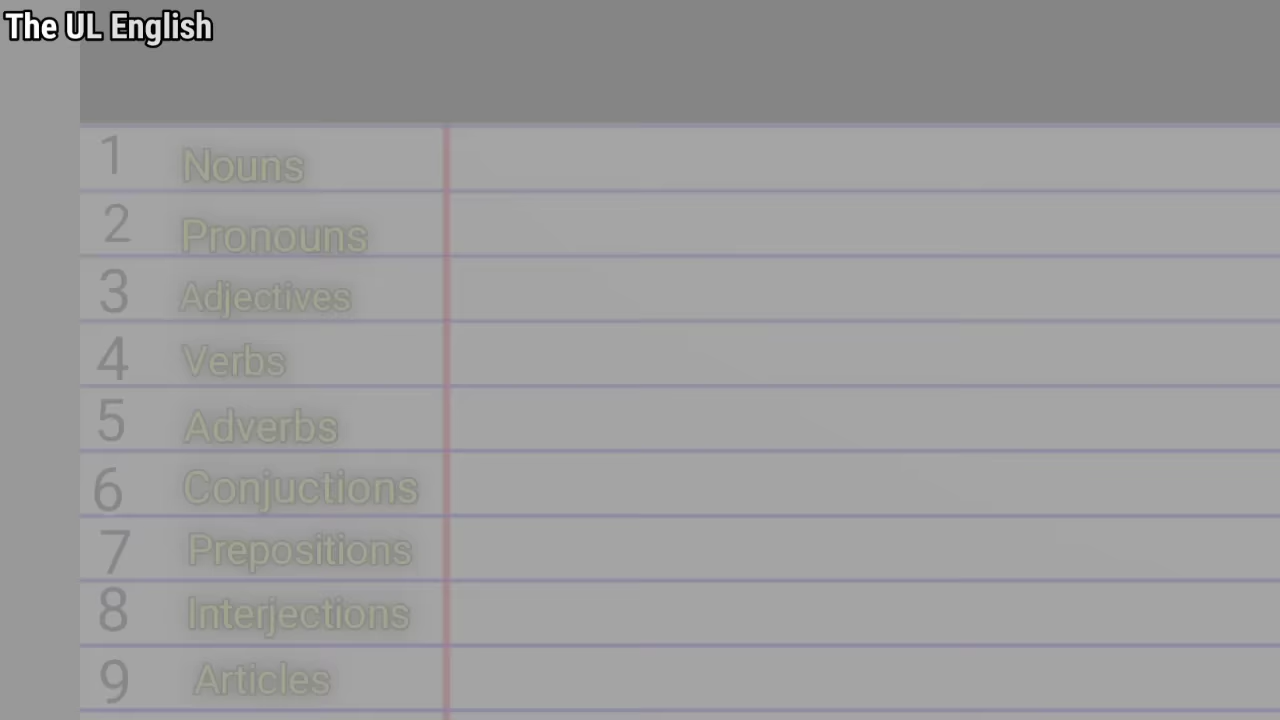 The UL English
1 Nouns
2 Pronouns
3 Adjectives
4 Verbs
5 Adverbs
6 Conjuctions
7 Prepositions
8 Interjections
9 Articles